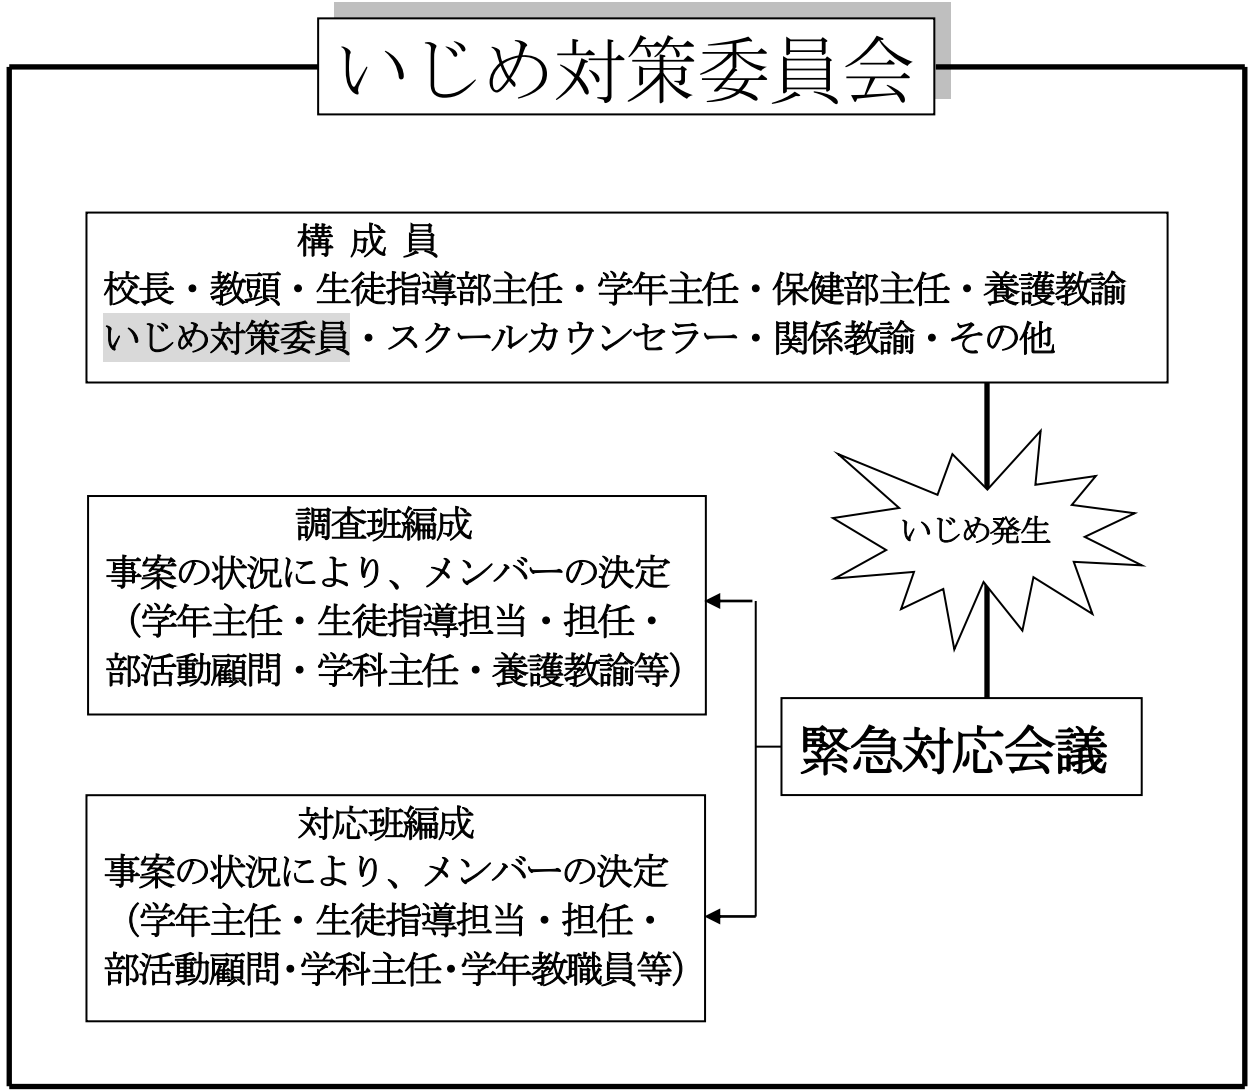 いじめ対策委員会
構 成 員
校長・教頭・生徒指導部主任・学年主任・保健部主任・養護教諭
いじめ対策委員・スクールカウンセラー・関係教諭・その他
いじめ発生
調査班編成
事案の状況により、メンバーの決定
（学年主任・生徒指導担当・担任・
部活動顧問・学科主任・養護教諭等）
緊急対応会議
対応班編成
事案の状況により、メンバーの決定
（学年主任・生徒指導担当・担任・
部活動顧問・学科主任・学年教職員等）